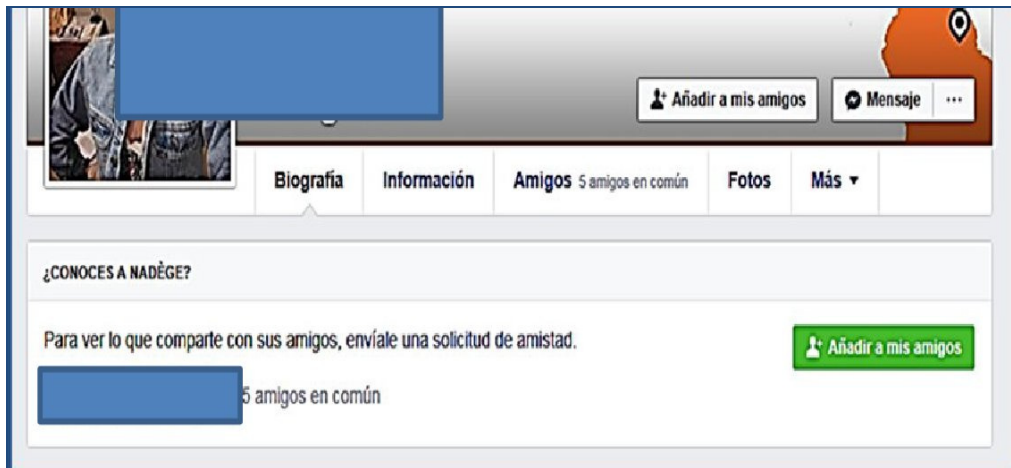 Añadir a mis amigos Mensaje ...
Biografía Información Amigos 5 amigos en común Fotos Más
¿CONOCES A NADÈGE?
Para ver lo que comparte con sus amigos, envíale una solicitud de amistad.
Añadir a mis amigos
5 amigos en común